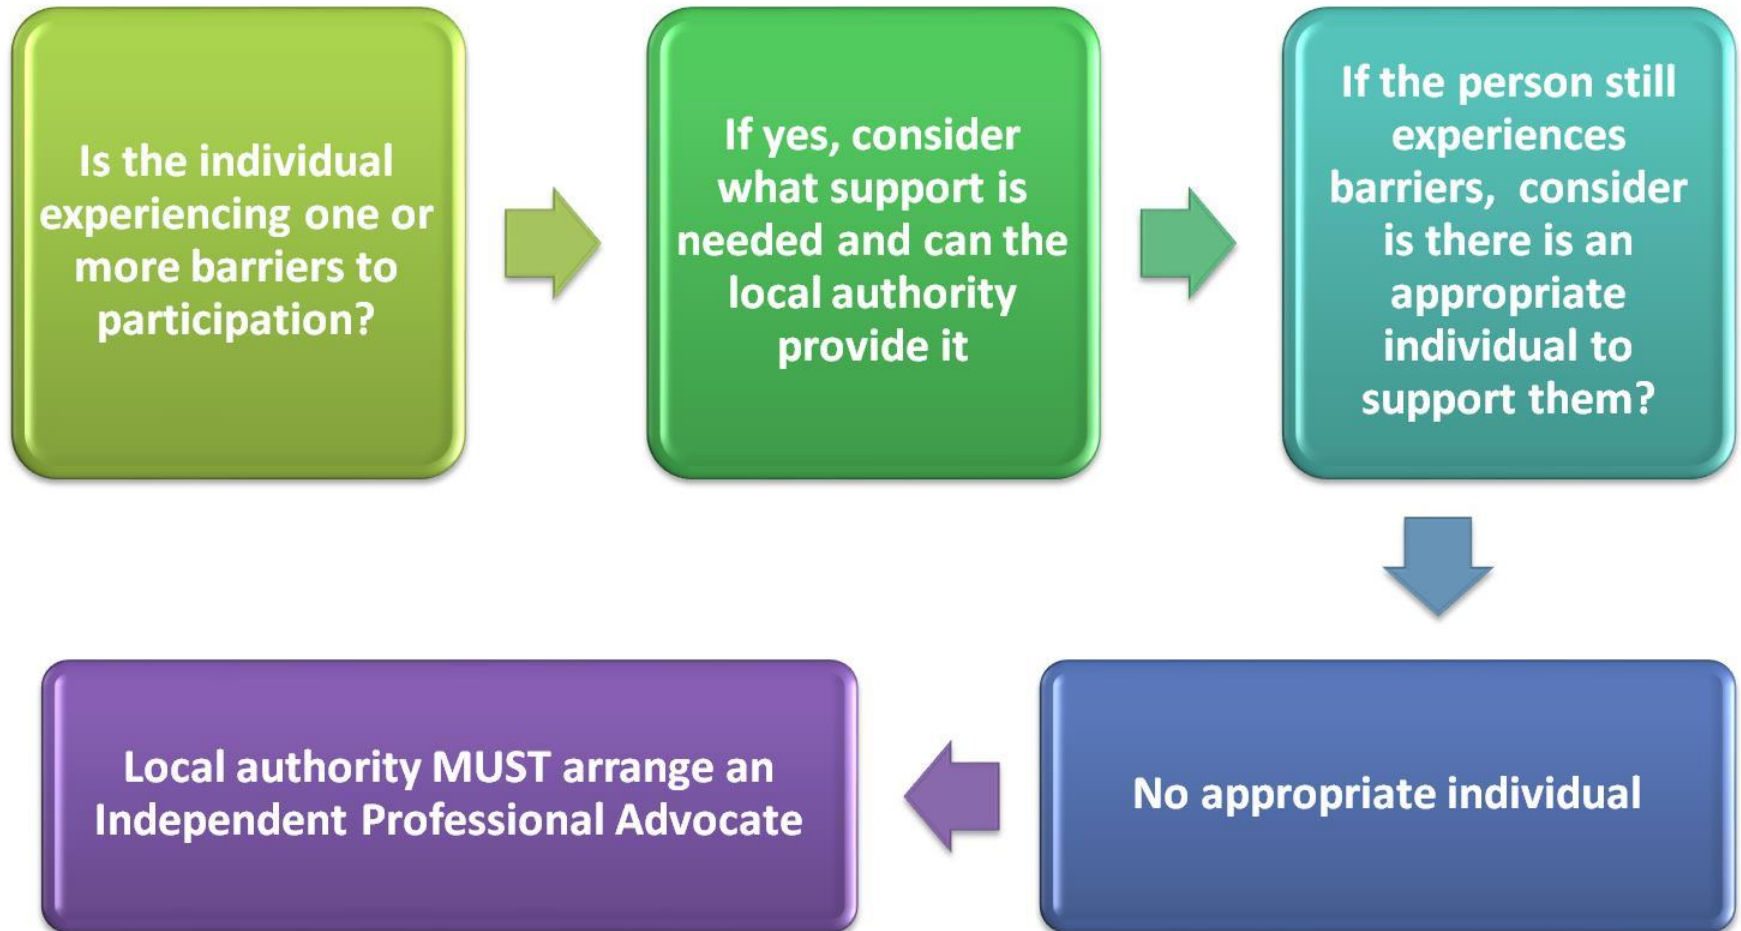 Is the individual
experiencing one or
more barriers to
participation?
If yes, consider
what support is
needed and can the
local authority
provide it
If the person still
experiences
barriers, consider
is there is an
appropriate
individual to
support them?
No appropriate individual
Local authority MUST arrange an
Independent Professional Advocate